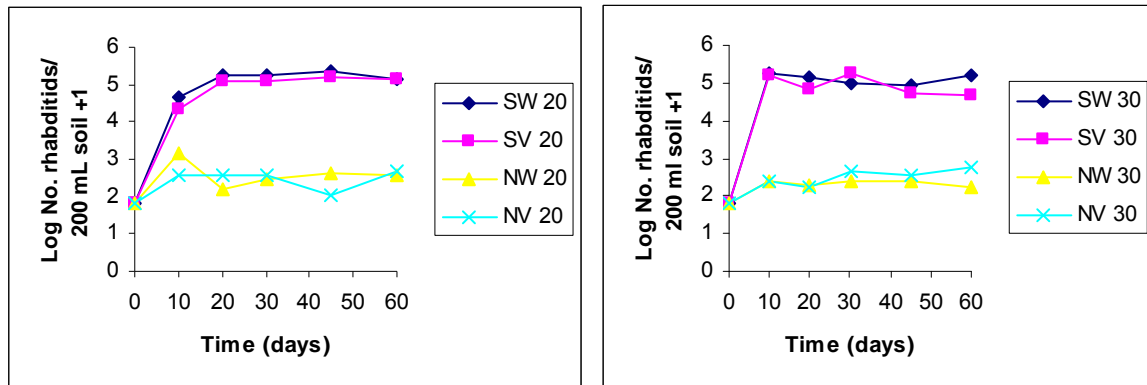 Log No. rhabditids/
200 mL soil +1
6
5
4
3
2
1
0
0 10 20 30 40 50 60
Time (days)
SW 20
SV 20
NW 20
NV 20
Log No. rhabditids/
200 ml soil +1
6
5
4
3
2
1
0
0 10 20 30 40 50 60
Time (days)
SW 30
SV 30
NW 30
NV 30